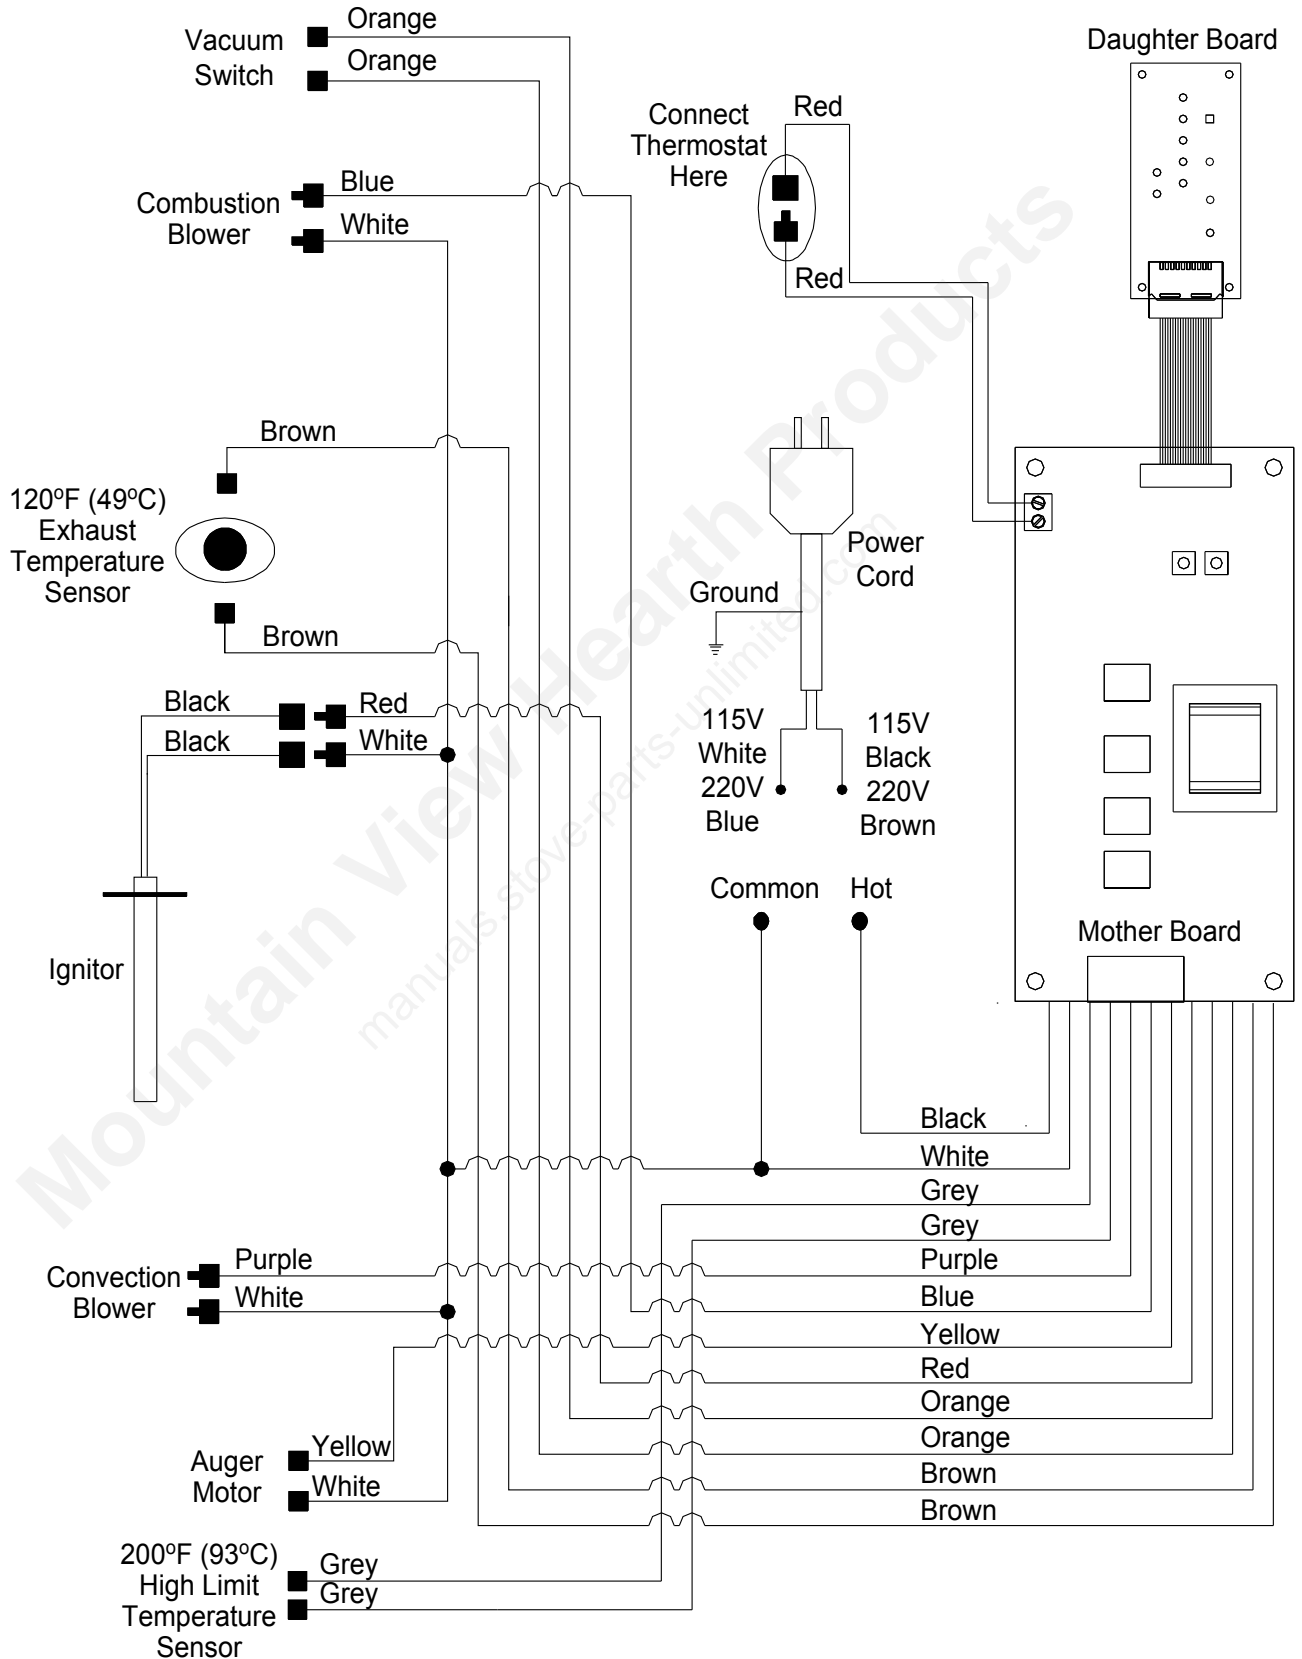 Orange
Vacuum
Switch
Orange
Daughter Board
Connect
Thermostat
Here
Red
Red
Combustion
Blower
Blue
White
Brown
120ºF (49ºC)
Exhaust
Temperature
Sensor
Brown
Power
Cord
Ground
Black
Red
Black
White
115V
White
220V
Blue
115V
Black
220V
Brown
Common
Hot
Mother Board
Ignitor
Black
White
Grey
Grey
Purple
Blue
Yellow
Red
Orange
Orange
Brown
Brown
Convection
Blower
Purple
White
Auger
Motor
Yellow
White
200ºF (93ºC)
High Limit
Temperature
Sensor
Grey
Grey
Mountain View Hearth Products
manuals.stove-parts-unlimited.com